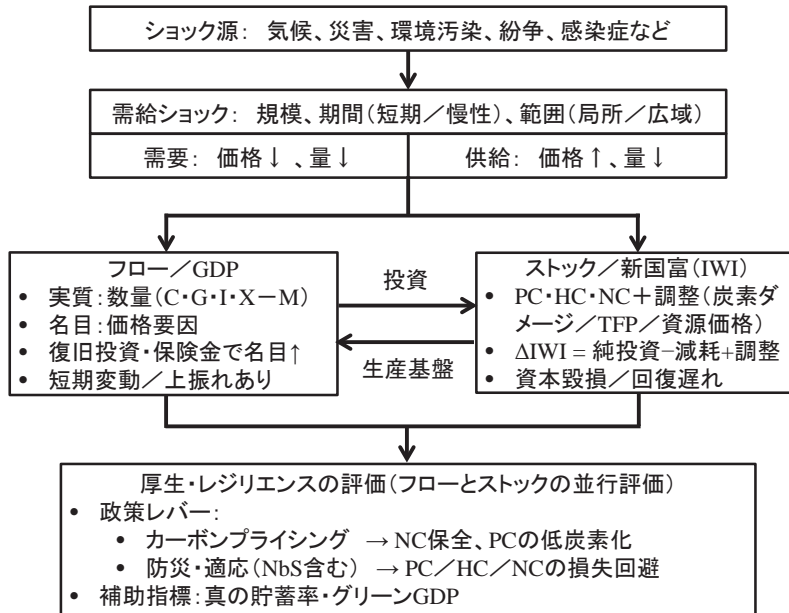 ショック源： 気候、災害、環境汚染、紛争、感染症など
需給ショック： 規模、期間（短期／慢性）、範囲（局所／広域）
需要： 価格↓、量↓
供給： 価格↑、量↓
フロー／GDP
• 実質：数量（C・G・I・X－M）
• 名目：価格要因
• 復旧投資・保険金で名目↑
• 短期変動／上振れあり
投資
生産基盤
ストック／新国富（IWI）
• PC・HC・NC＋調整（炭素ダ
メージ／TFP／資源価格）
• ΔIWI = 純投資−減耗+調整
• 資本毀損／回復遅れ
厚生・レジリエンスの評価（フローとストックの並行評価）
• 政策レバー：
• カーボンプライシング → NC保全、PCの低炭素化
• 防災・適応（NbS含む） → PC／HC／NCの損失回避
• 補助指標：真の貯蓄率・グリーンGDP